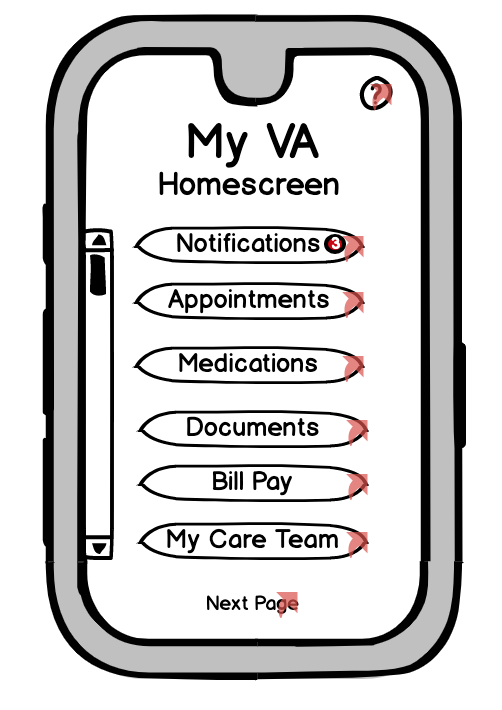 ?
My VA
Homescreen
Notifications 3
Appointments
Medications
Documents
Bill Pay
My Care Team
Next Page